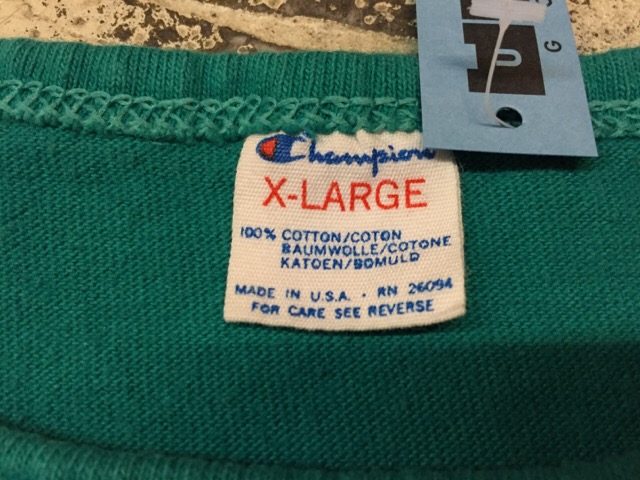 Champion
X-LARGE
100% COTTON/COTON
BAUMWOLLE/COTONE
KATOEN/BOMULD
MADE IN U.S.A. · RN 26094
FOR CARE SEE REVERSE
G